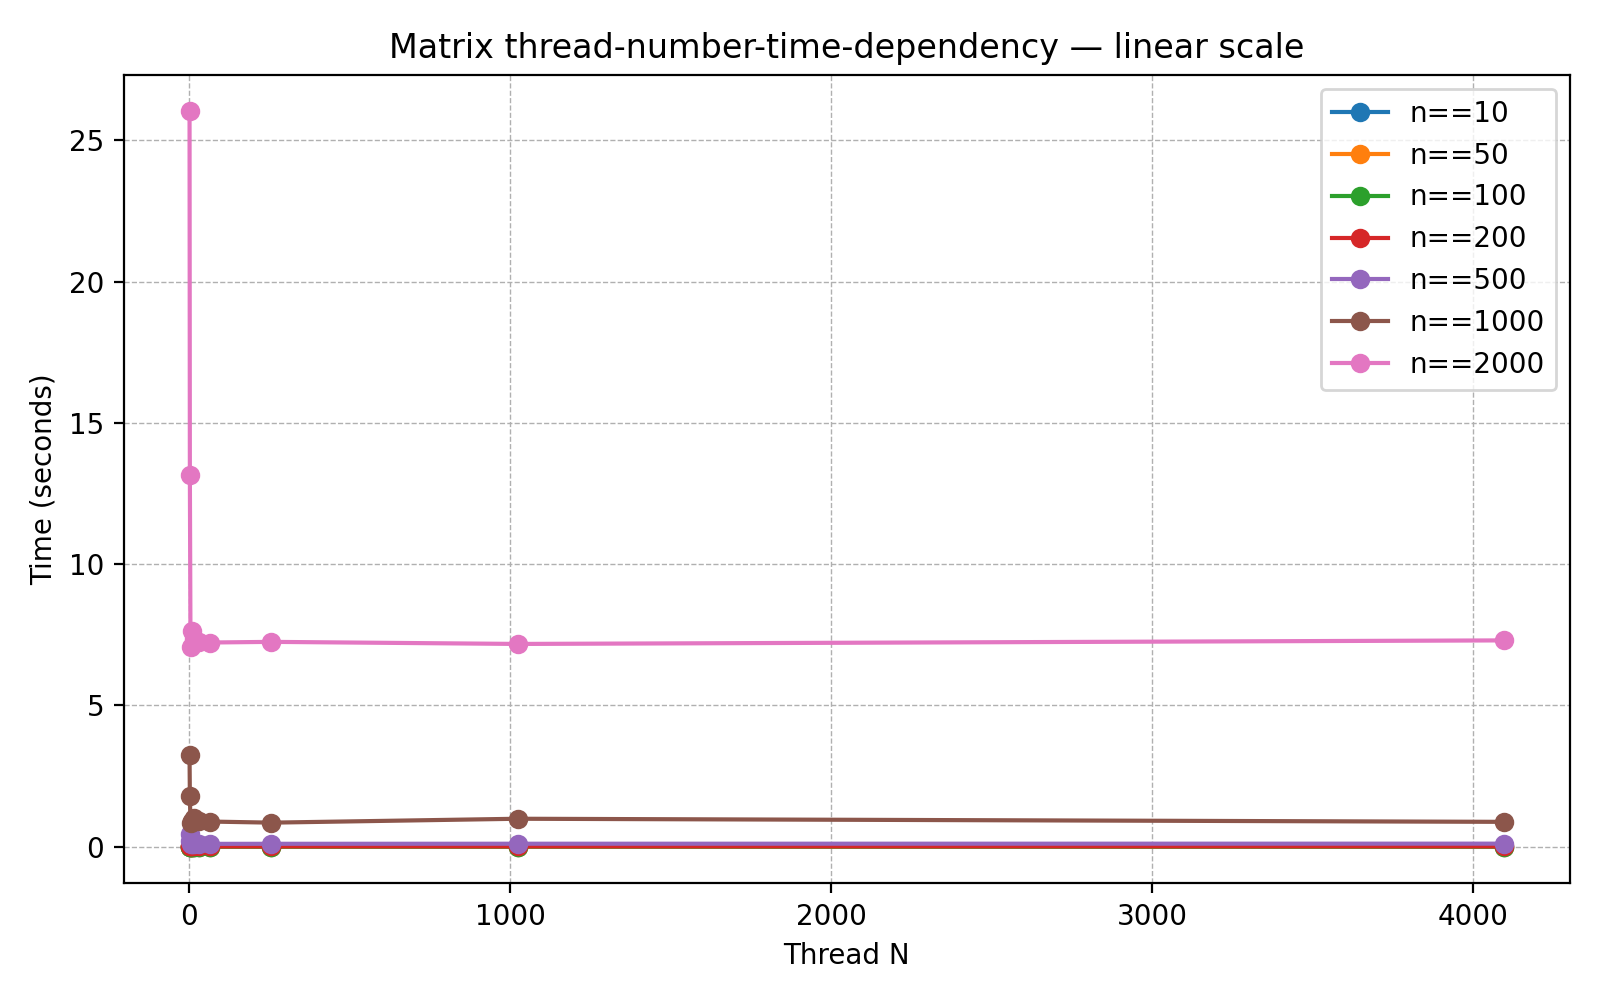 Matrix thread-number-time-dependency — linear scale
n==10
n==50
n==100
n==200
n==500
n==1000
n==2000
25
20
15
10
5
0
Time (seconds)
0 1000 2000 3000 4000
Thread N